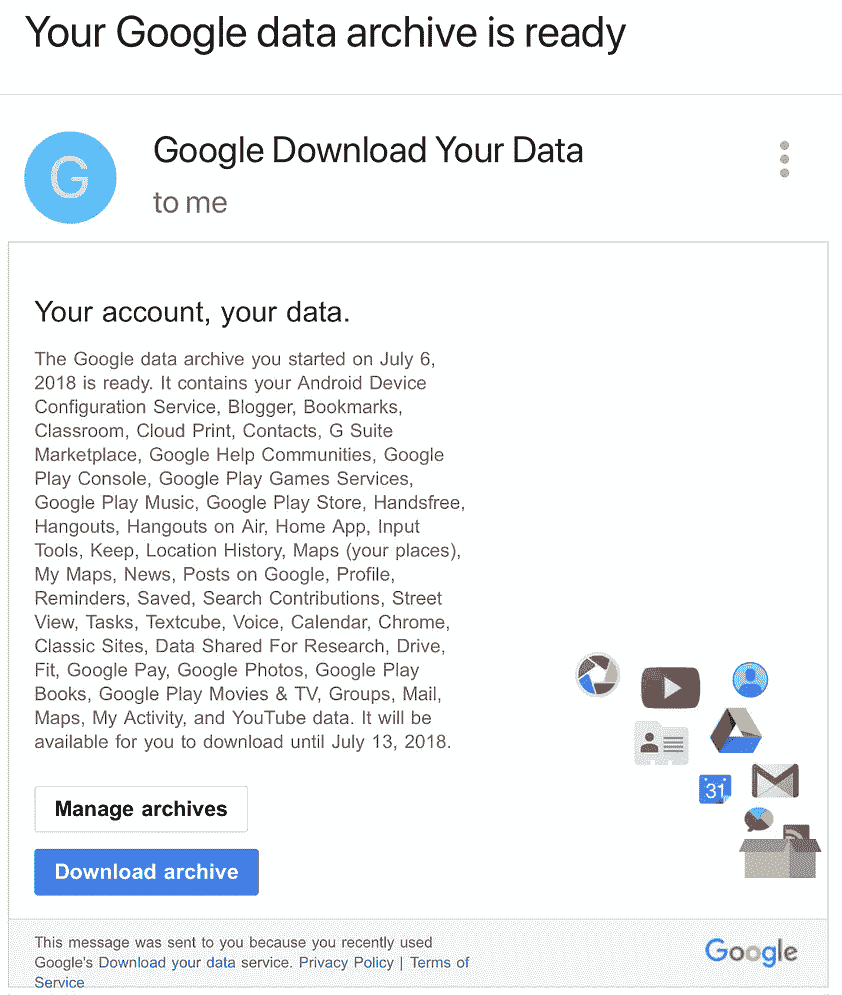 Your Google data archive is ready
G
Google Download Your Data
to me
Your account, your data.
The Google data archive you started on July 6,
2018 is ready. It contains your Android Device
Configuration Service, Blogger, Bookmarks,
Classroom, Cloud Print, Contacts, G Suite
Marketplace, Google Help Communities, Google
Play Console, Google Play Games Services,
Google Play Music, Google Play Store, Handsfree,
Hangouts, Hangouts on Air, Home App, Input
Tools, Keep, Location History, Maps (your places),
My Maps, News, Posts on Google, Profile,
Reminders, Saved, Search Contributions, Street
View, Tasks, Textcube, Voice, Calendar, Chrome,
Classic Sites, Data Shared For Research, Drive,
Fit, Google Pay, Google Photos, Google Play
Books, Google Play Movies & TV, Groups, Mail,
Maps, My Activity, and YouTube data. It will be
available for you to download until July 13, 2018.
31
Manage archives
Download archive
This message was sent to you because you recently used
Google's Download your data service. Privacy Policy | Terms of
Service
Google